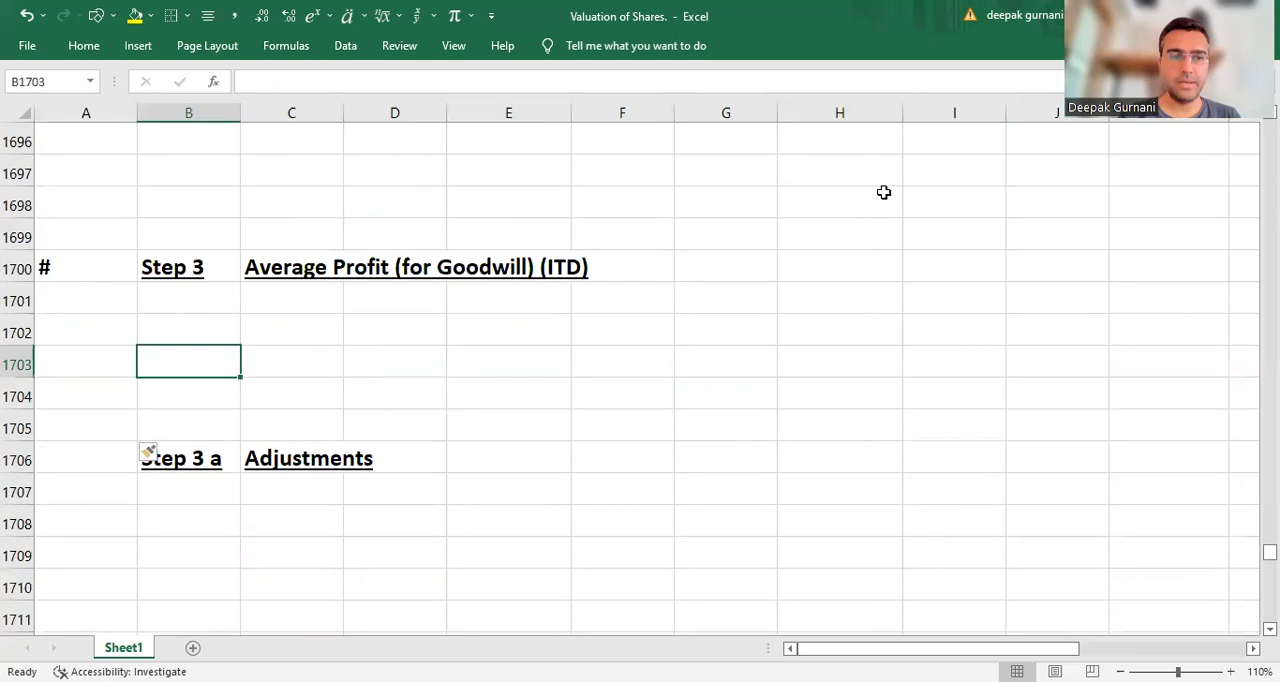 Valuation of Shares. - Excel
deepak gurnani
File Home Insert Page Layout Formulas Data Review View Help Tell me what you want to do
B1703
Deepak Gurnani
A B C D E F G H I J
1696
1697
1698
1699
1700 # Step 3 Average Profit (for Goodwill) (ITD)
1701
1702
1703
1704
1705
1706 Step 3 a Adjustments
1707
1708
1709
1710
1711
Sheet1
Ready Accessibility: Investigate 110%